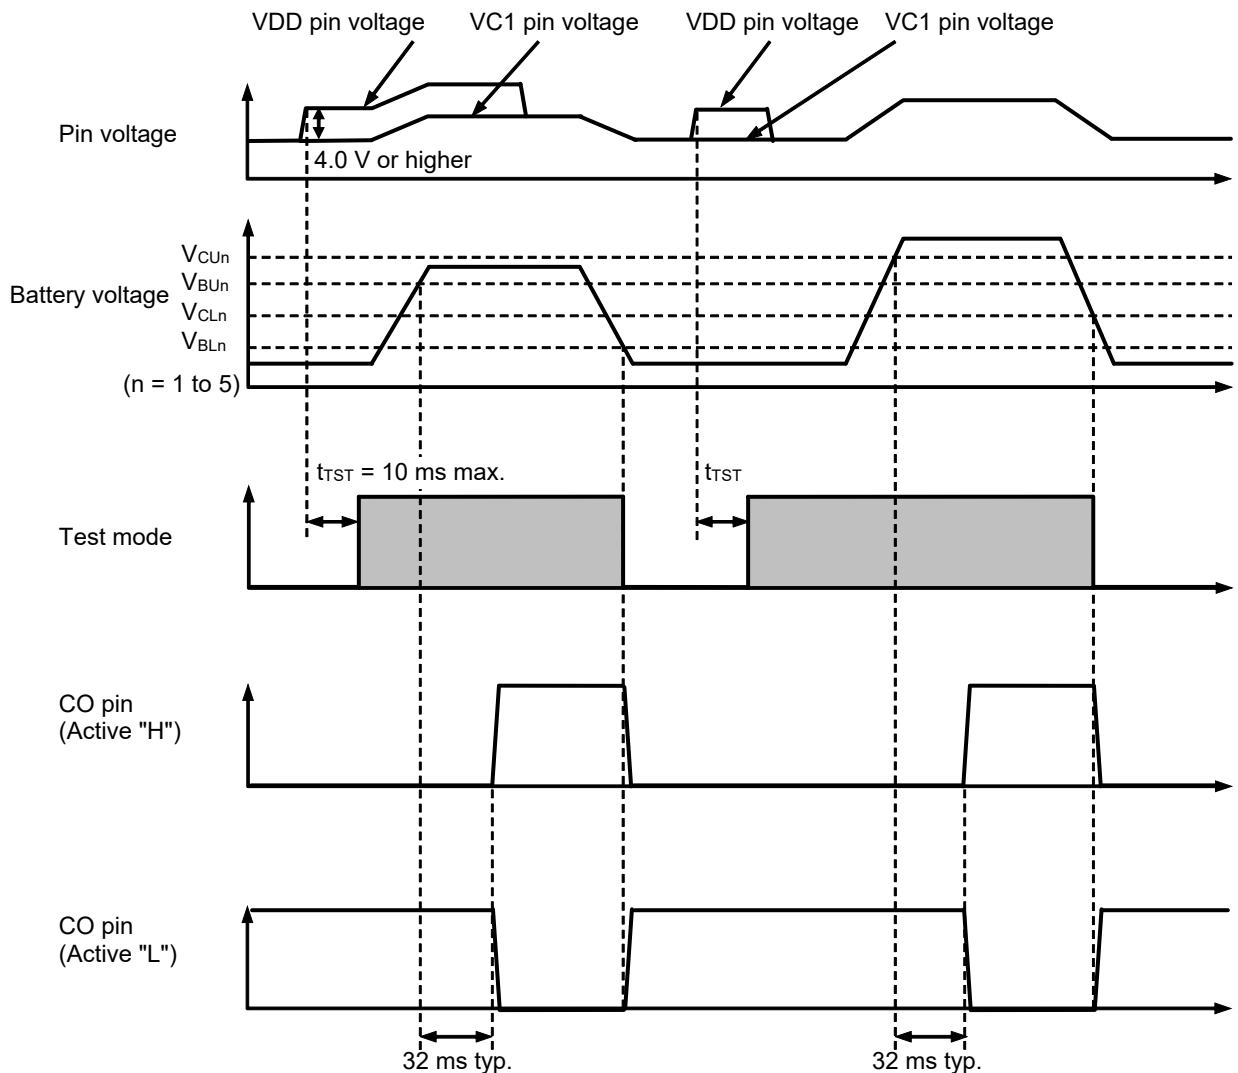 VDD pin voltage
VC1 pin voltage
VDD pin voltage
VC1 pin voltage
Pin voltage
4.0 V or higher
VCUn
VBUn
Battery voltage
VCLn
VBLn
(n = 1 to 5)
tTST = 10 ms max.
tTST
Test mode
CO pin
(Active "H")
CO pin
(Active "L")
32 ms typ.
32 ms typ.